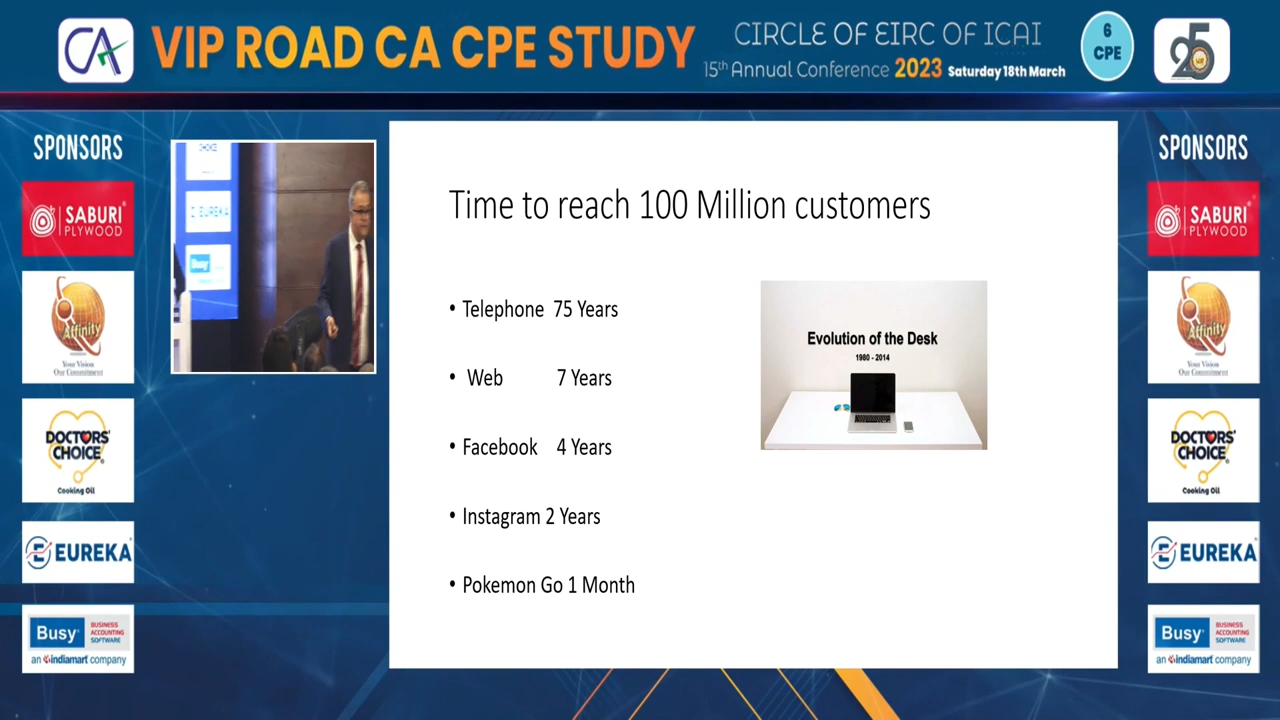 CA
VIP ROAD CA CPE STUDY
CIRCLE OF EIRC OF ICAI
15th Annual Conference 2023 Saturday 18th March
6
CPE
25
SPONSORS
SABURI®
PLYWOOD
Affinity
Your Vision
Our Commitment
DOCTORS'
CHOICE
Cooking Oil
EUREKA
Busy
BUSINESS
ACCOUNTING
SOFTWARE
an indiamart company
CHOICE
EUREKA
Busy
Time to reach 100 Million customers
• Telephone 75 Years
• Web 7 Years
• Facebook 4 Years
• Instagram 2 Years
• Pokemon Go 1 Month
Evolution of the Desk
1980 - 2014
SPONSORS
SABURI®
PLYWOOD
Affinity
Your Vision
Our Commitment
DOCTORS'
CHOICE
Cooking Oil
EUREKA
Busy
BUSINESS
ACCOUNTING
SOFTWARE
an indiamart company